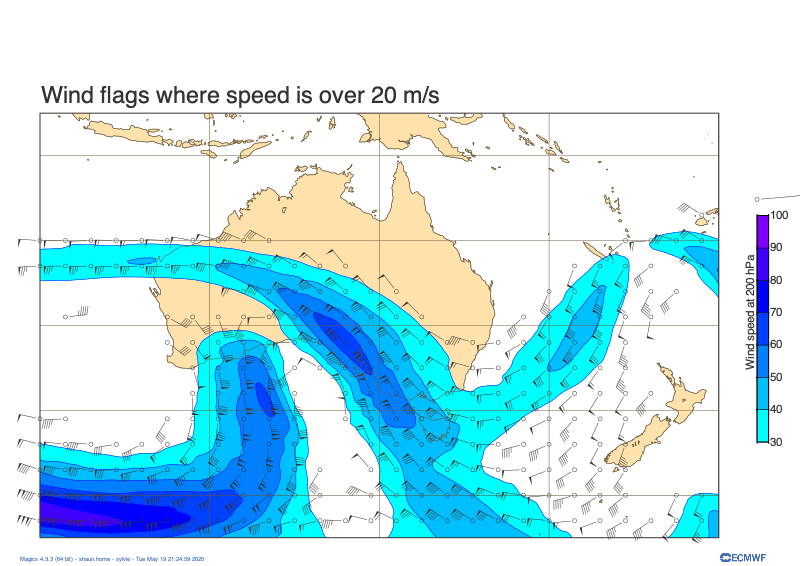 Wind flags where speed is over 20 m/s
100
90
80
70
60
50
40
30
Wind speed at 200 hPa
Magics 4.3.3 (64 bit) - shaun.home - sylvie - Tue May 19 21:24:59 2020
ECMWF